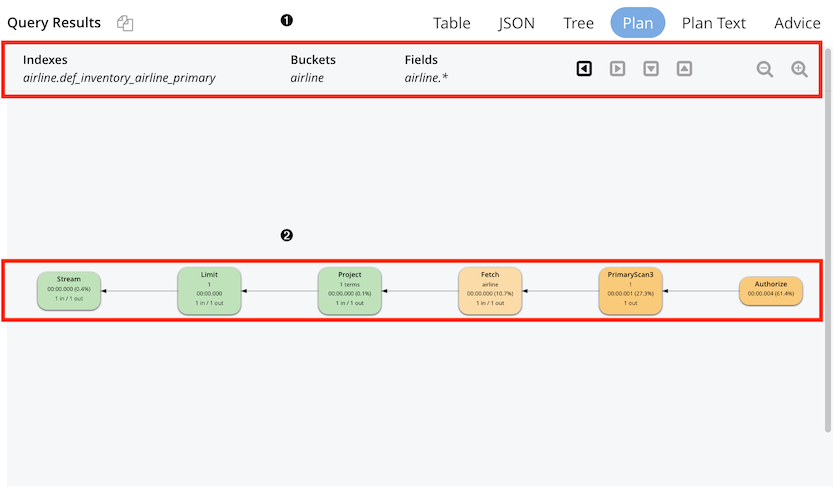 Query Results ❶ Table JSON Tree Plan Plan Text Advice
Indexes Buckets Fields
airline.def_inventory_airline_primary airline airline.*
❷
Stream
00:00.000 (0.4%)
1 in / 1 out
Limit
1
00:00.000
1 in / 1 out
Project
1 terms
00:00.000 (0.1%)
1 in / 1 out
Fetch
airline
00:00.000 (10.7%)
1 in / 1 out
PrimaryScan3
1
00:00.001 (27.3%)
1 out
Authorize
00:00.004 (61.4%)